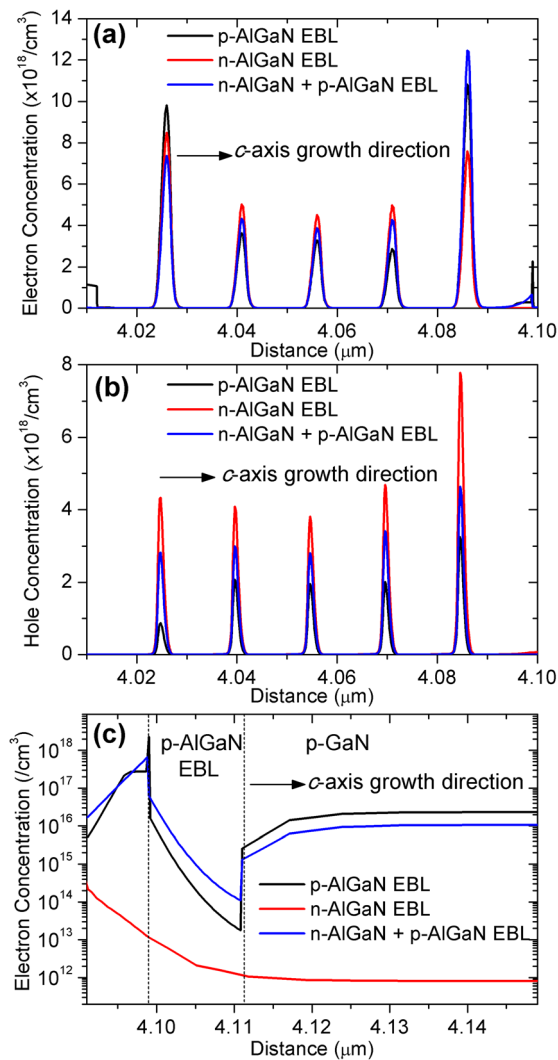 (a)
p-AlGaN EBL
n-AlGaN EBL
n-AlGaN + p-AlGaN EBL
c-axis growth direction
Electron Concentration (x10^18/cm^3)
14
12
10
8
6
4
2
0
4.02 4.04 4.06 4.08 4.10
Distance (μm)
(b)
p-AlGaN EBL
n-AlGaN EBL
n-AlGaN + p-AlGaN EBL
c-axis growth direction
Hole Concentration (x10^18/cm^3)
8
6
4
2
0
4.02 4.04 4.06 4.08 4.10
Distance (μm)
(c)
p-AlGaN
EBL
p-GaN
c-axis growth direction
p-AlGaN EBL
n-AlGaN EBL
n-AlGaN + p-AlGaN EBL
Electron Concentration (/cm^3)
10^18
10^17
10^16
10^15
10^14
10^13
10^12
4.10 4.11 4.12 4.13 4.14
Distance (μm)